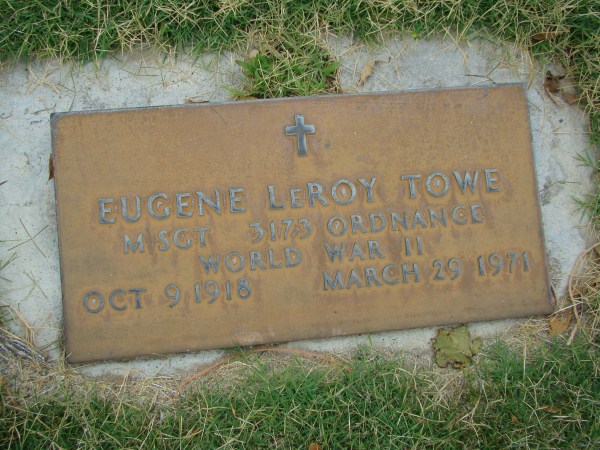 EUGENE LeROY TOWE
M SGT 3173 ORDNANCE
WORLD WAR II
OCT 9 1918 MARCH 29 1971